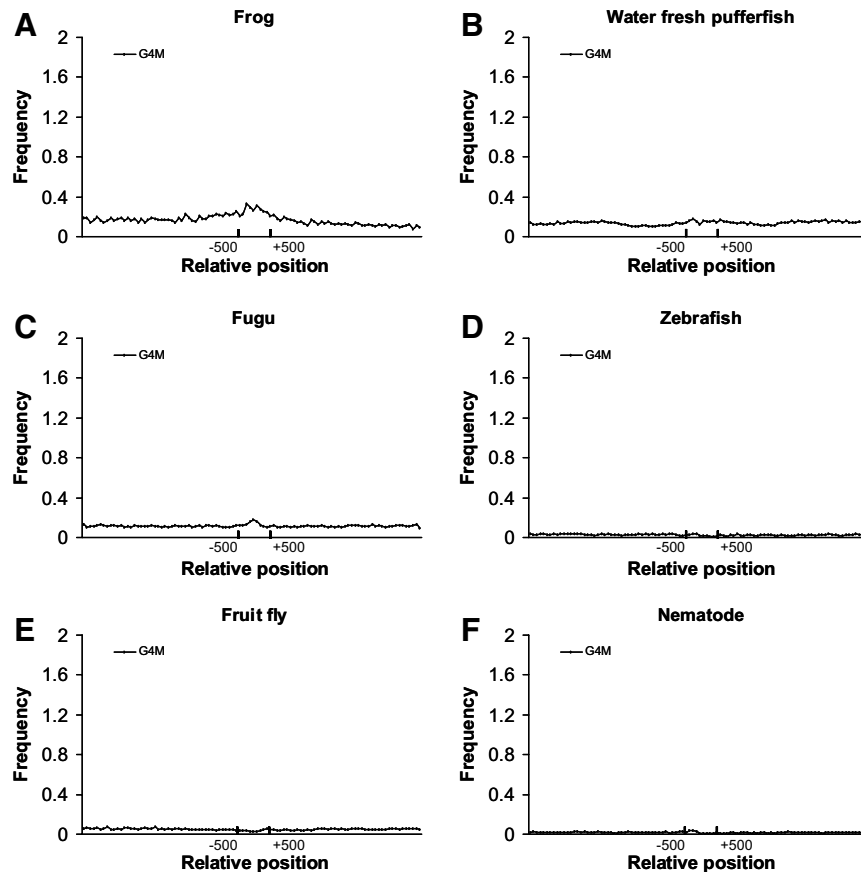 A
Frog
2
1.6
1.2
0.8
0.4
0
G4M
Frequency
-500
+500
Relative position
B
Water fresh pufferfish
2
1.6
1.2
0.8
0.4
0
G4M
Frequency
-500
+500
Relative position
C
Fugu
2
1.6
1.2
0.8
0.4
0
G4M
Frequency
-500
+500
Relative position
D
Zebrafish
2
1.6
1.2
0.8
0.4
0
G4M
Frequency
-500
+500
Relative position
E
Fruit fly
2
1.6
1.2
0.8
0.4
0
G4M
Frequency
-500
+500
Relative position
F
Nematode
2
1.6
1.2
0.8
0.4
0
G4M
Frequency
-500
+500
Relative position